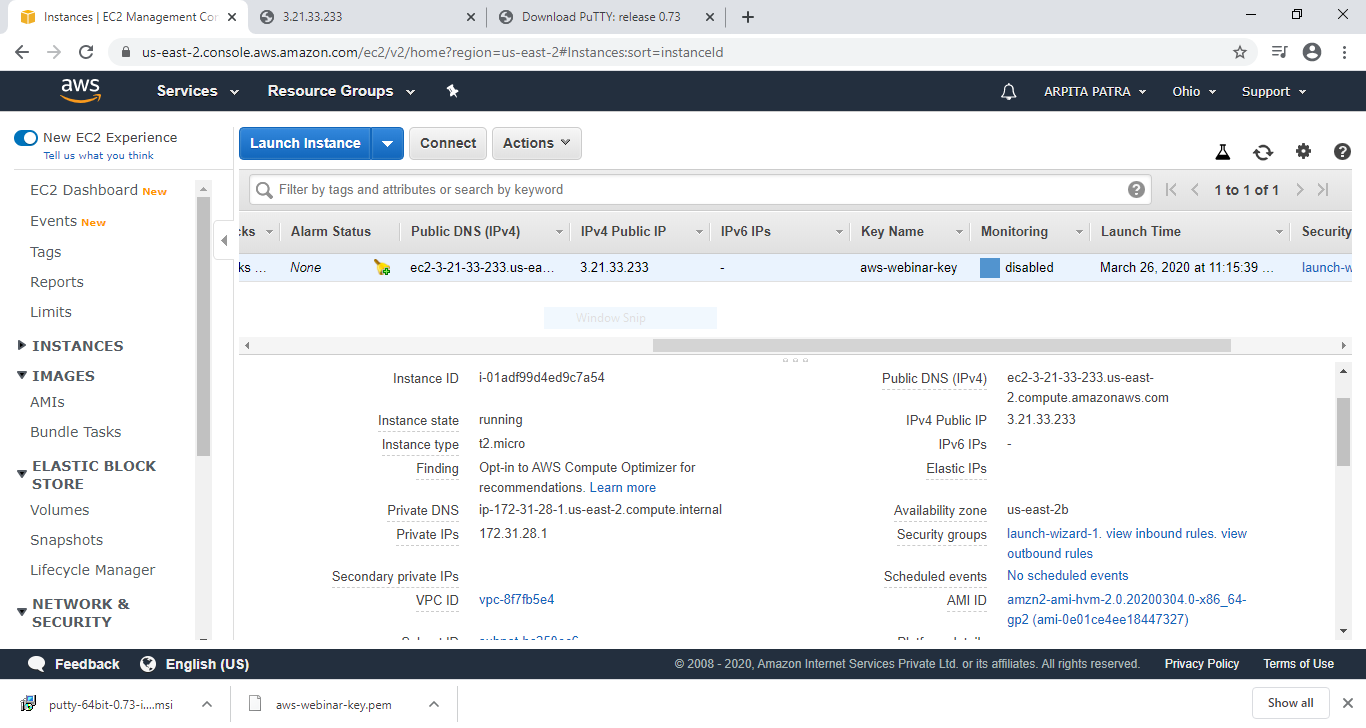 Instances | EC2 Management Con
3.21.33.233
Download PuTTY: release 0.73
us-east-2.console.aws.amazon.com/ec2/v2/home?region=us-east-2#Instances:sort=instanceId
aws
Services
Resource Groups
ARPITA PATRA
Ohio
Support
New EC2 Experience
Tell us what you think
EC2 Dashboard New
Events New
Tags
Reports
Limits
INSTANCES
IMAGES
AMIs
Bundle Tasks
ELASTIC BLOCK
STORE
Volumes
Snapshots
Lifecycle Manager
NETWORK &
SECURITY
Launch Instance
Connect
Actions
Filter by tags and attributes or search by keyword
1 to 1 of 1
cks Alarm Status Public DNS (IPv4) IPv4 Public IP IPv6 IPs Key Name Monitoring Launch Time Security
ks ... None ec2-3-21-33-233.us-ea... 3.21.33.233 - aws-webinar-key disabled March 26, 2020 at 11:15:39 ... launch-w
Window Snip
Instance ID i-01adf99d4ed9c7a54
Instance state running
Instance type t2.micro
Finding Opt-in to AWS Compute Optimizer for
recommendations. Learn more
Private DNS ip-172-31-28-1.us-east-2.compute.internal
Private IPs 172.31.28.1
Secondary private IPs
VPC ID vpc-8f7fb5e4
Public DNS (IPv4) ec2-3-21-33-233.us-east-
2.compute.amazonaws.com
IPv4 Public IP 3.21.33.233
IPv6 IPs -
Elastic IPs
Availability zone us-east-2b
Security groups launch-wizard-1. view inbound rules. view
outbound rules
Scheduled events No scheduled events
AMI ID amzn2-ami-hvm-2.0.20200304.0-x86_64-
gp2 (ami-0e01ce4ee18447327)
Feedback
English (US)
© 2008 - 2020, Amazon Internet Services Private Ltd. or its affiliates. All rights reserved.
Privacy Policy
Terms of Use
putty-64bit-0.73-i....msi
aws-webinar-key.pem
Show all